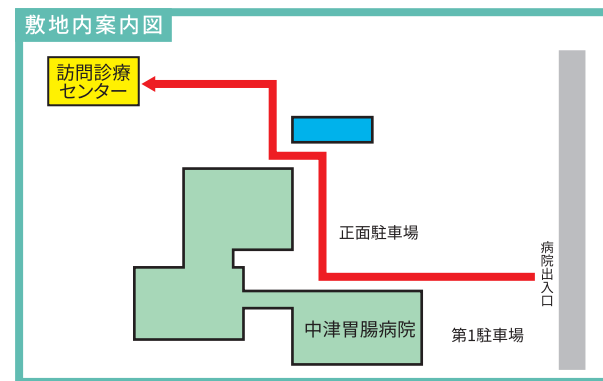 敷地内案内図
訪問診療
センター
正面駐車場
病院出入口
中津胃腸病院
第1駐車場